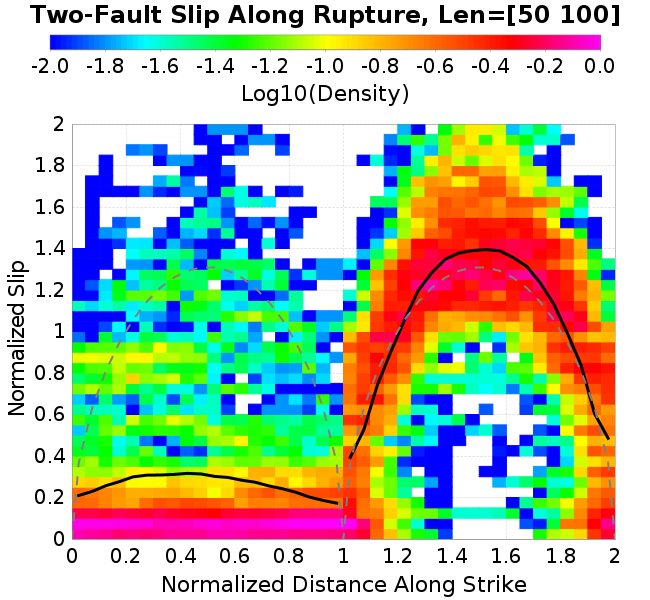 Two-Fault Slip Along Rupture, Len=[50 100]
-2.0 -1.8 -1.6 -1.4 -1.2 -1.0 -0.8 -0.6 -0.4 -0.2 0.0
Log10(Density)
2
1.8
1.6
1.4
1.2
1
0.8
0.6
0.4
0.2
0
Normalized Slip
0 0.2 0.4 0.6 0.8 1 1.2 1.4 1.6 1.8 2
Normalized Distance Along Strike